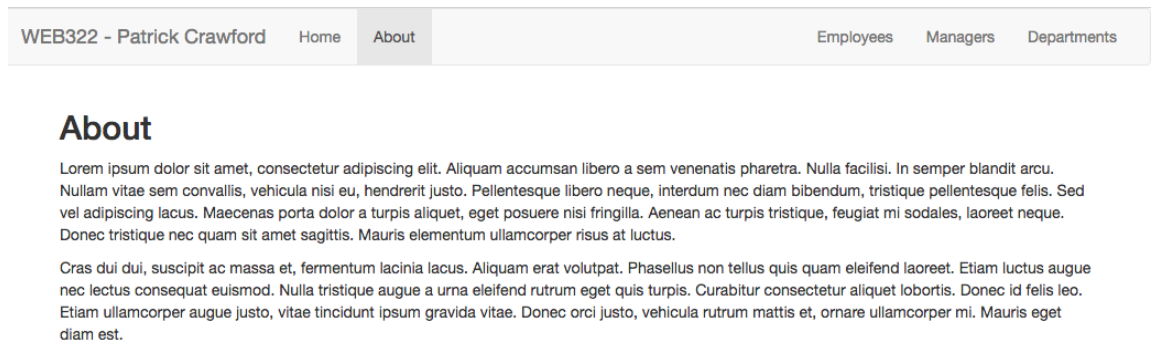 WEB322 - Patrick Crawford Home About Employees Managers Departments
About
Lorem ipsum dolor sit amet, consectetur adipiscing elit. Aliquam accumsan libero a sem venenatis pharetra. Nulla facilisi. In semper blandit arcu.
Nullam vitae sem convallis, vehicula nisi eu, hendrerit justo. Pellentesque libero neque, interdum nec diam bibendum, tristique pellentesque felis. Sed
vel adipiscing lacus. Maecenas porta dolor a turpis aliquet, eget posuere nisi fringilla. Aenean ac turpis tristique, feugiat mi sodales, laoreet neque.
Donec tristique nec quam sit amet sagittis. Mauris elementum ullamcorper risus at luctus.
Cras dui dui, suscipit ac massa et, fermentum lacinia lacus. Aliquam erat volutpat. Phasellus non tellus quis quam eleifend laoreet. Etiam luctus augue
nec lectus consequat euismod. Nulla tristique augue a urna eleifend rutrum eget quis turpis. Curabitur consectetur aliquet lobortis. Donec id felis leo.
Etiam ullamcorper augue justo, vitae tincidunt ipsum gravida vitae. Donec orci justo, vehicula rutrum mattis et, ornare ullamcorper mi. Mauris eget
diam est.